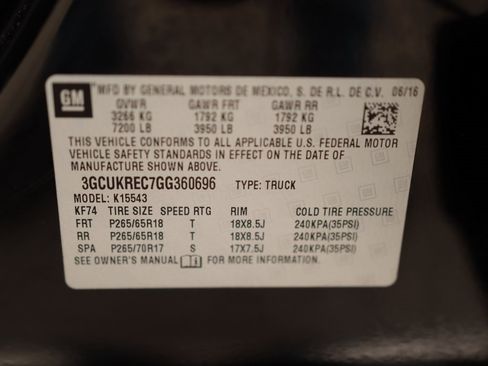 GM
MFD BY GENERAL MOTORS DE MEXICO, S. DE R.L. DE C.V. 06/16
GVWR GAWR FRT GAWR RR
3266 KG 1792 KG 1792 KG
7200 LB 3950 LB 3950 LB
THIS VEHICLE CONFORMS TO ALL APPLICABLE U.S. FEDERAL MOTOR
VEHICLE SAFETY STANDARDS IN EFFECT ON THE DATE OF
MANUFACTURE SHOWN ABOVE.
3GCUKREC7GG360696 TYPE: TRUCK
MODEL: K15543
KF74 TIRE SIZE SPEED RTG RIM COLD TIRE PRESSURE
FRT P265/65R18 T 18X8.5J 240KPA(35PSI)
RR P265/65R18 T 18X8.5J 240KPA(35PSI)
SPA P265/70R17 S 17X7.5J 240KPA(35PSI)
SEE OWNER'S MANUAL FOR MORE INFORMATION.